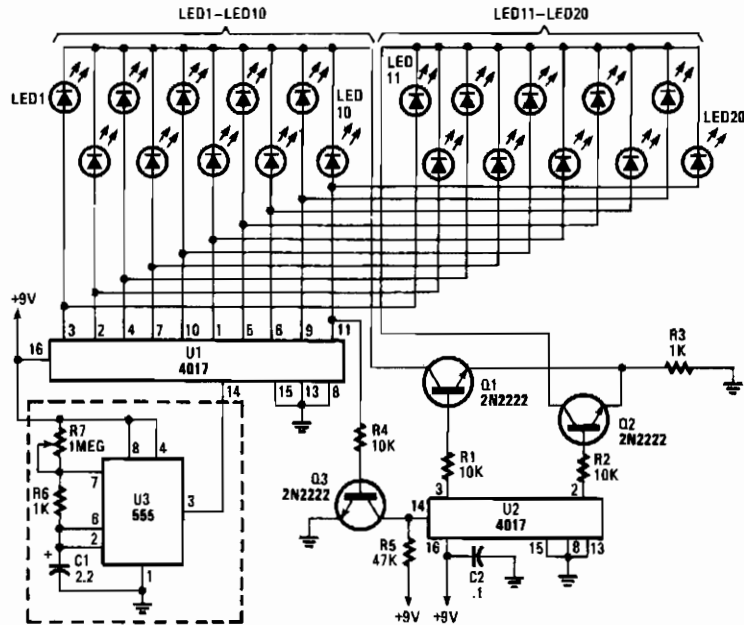 LED1–LED10
LED11–LED20
LED1
LED
10
LED
11
LED20
+9V
3 2 4 7 10 1 5 6 9 11
16
U1
4017
14
15 13 8
R3
1K
Q1
2N2222
Q2
2N2222
R7
1MEG
8 4
7
R6
1K
U3
555
3
6
2
+
C1
2.2
1
R4
10K
Q3
2N2222
R1
10K
R2
10K
3 2
14
U2
4017
16
15 8 13
R5
47K
C2
.1
+9V
+9V